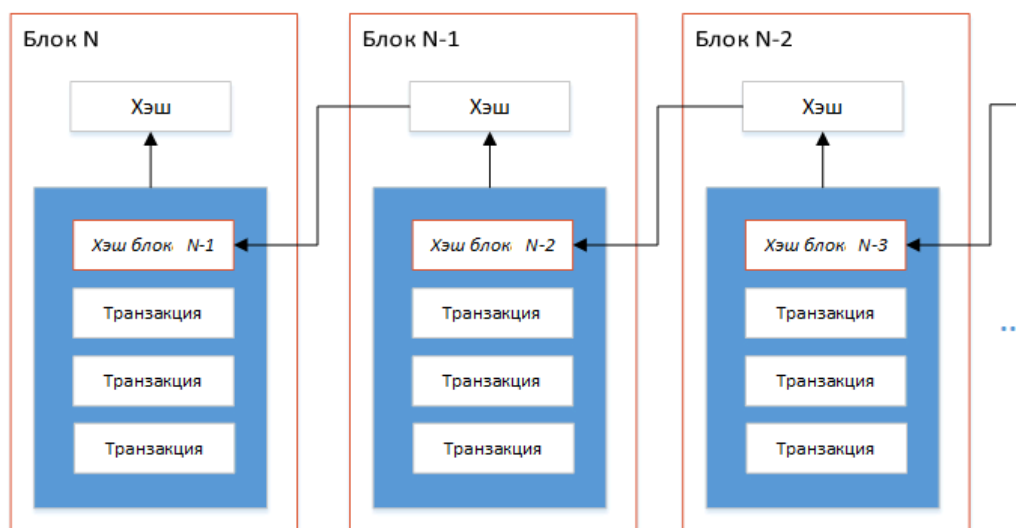 Блок N
Хэш
Хэш блок N-1
Транзакция
Транзакция
Транзакция
Блок N-1
Хэш
Хэш блок N-2
Транзакция
Транзакция
Транзакция
Блок N-2
Хэш
Хэш блок N-3
Транзакция
Транзакция
Транзакция
..